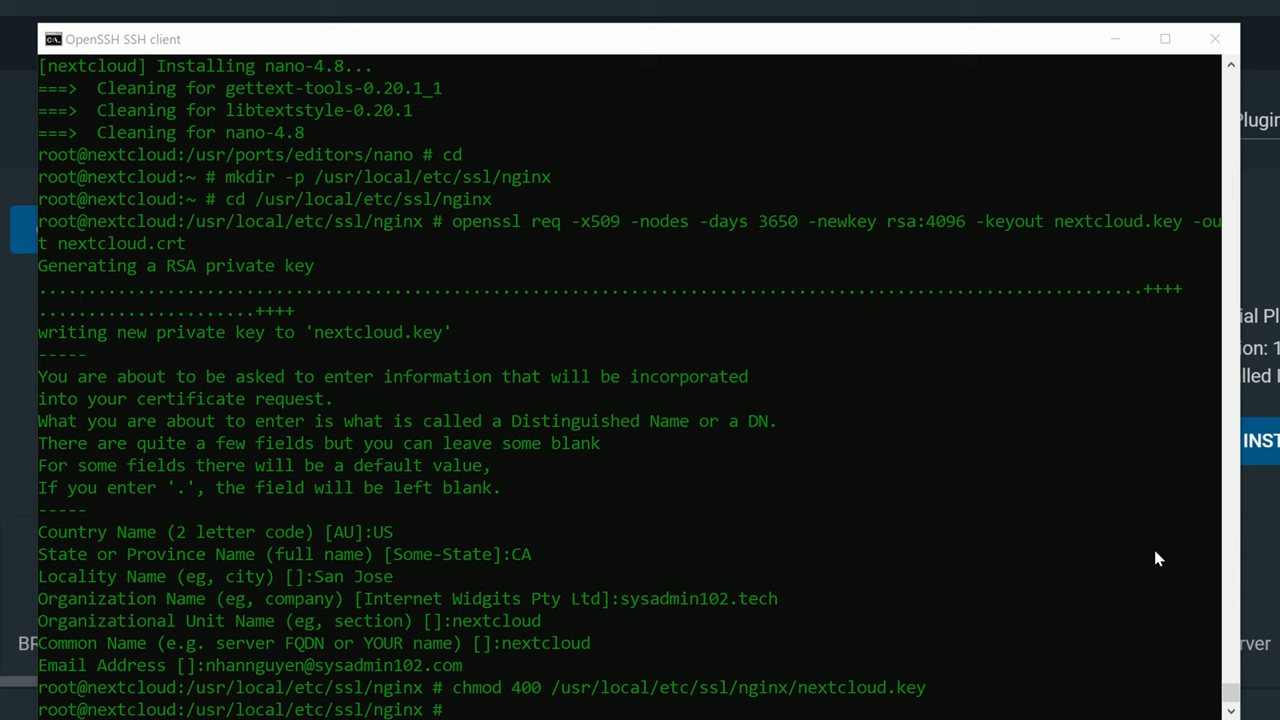 OpenSSH SSH client
[nextcloud] Installing nano-4.8...
===>  Cleaning for gettext-tools-0.20.1_1
===>  Cleaning for libtextstyle-0.20.1
===>  Cleaning for nano-4.8
root@nextcloud:/usr/ports/editors/nano # cd
root@nextcloud:~ # mkdir -p /usr/local/etc/ssl/nginx
root@nextcloud:~ # cd /usr/local/etc/ssl/nginx
root@nextcloud:/usr/local/etc/ssl/nginx # openssl req -x509 -nodes -days 3650 -newkey rsa:4096 -keyout nextcloud.key -ou
t nextcloud.crt
Generating a RSA private key
................................................................................................................++++
......................++++
writing new private key to 'nextcloud.key'
-----
You are about to be asked to enter information that will be incorporated
into your certificate request.
What you are about to enter is what is called a Distinguished Name or a DN.
There are quite a few fields but you can leave some blank
For some fields there will be a default value,
If you enter '.', the field will be left blank.
-----
Country Name (2 letter code) [AU]:US
State or Province Name (full name) [Some-State]:CA
Locality Name (eg, city) []:San Jose
Organization Name (eg, company) [Internet Widgits Pty Ltd]:sysadmin102.tech
Organizational Unit Name (eg, section) []:nextcloud
Common Name (e.g. server FQDN or YOUR name) []:nextcloud
Email Address []:nhannguyen@sysadmin102.com
root@nextcloud:/usr/local/etc/ssl/nginx # chmod 400 /usr/local/etc/ssl/nginx/nextcloud.key
root@nextcloud:/usr/local/etc/ssl/nginx #
Plugin
ial Pl
ion: 1
lled
INST
BR
rver